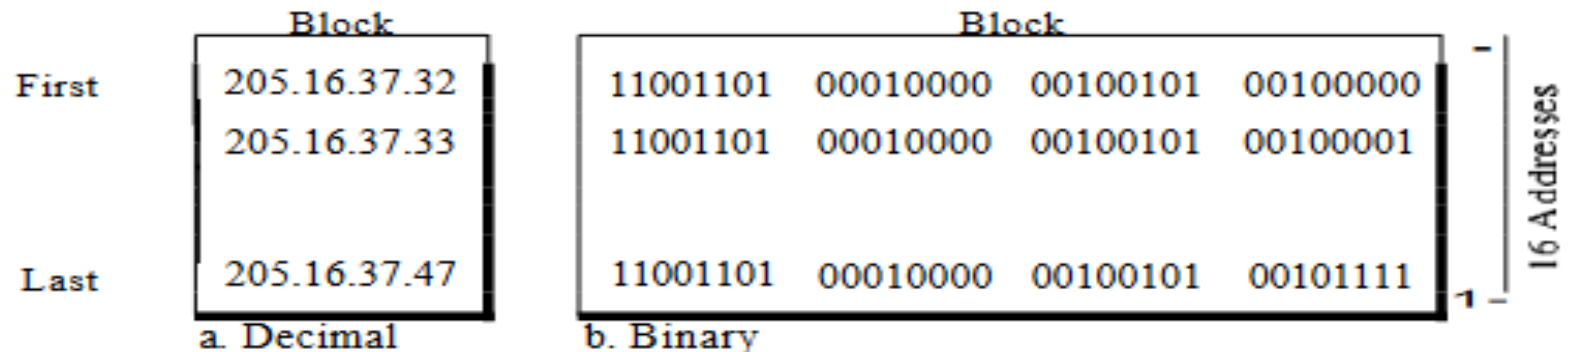 Block Block
First 205.16.37.32 11001101 00010000 00100101 00100000
205.16.37.33 11001101 00010000 00100101 00100001
16 Addresses
Last 205.16.37.47 11001101 00010000 00100101 00101111
a. Decimal b. Binary